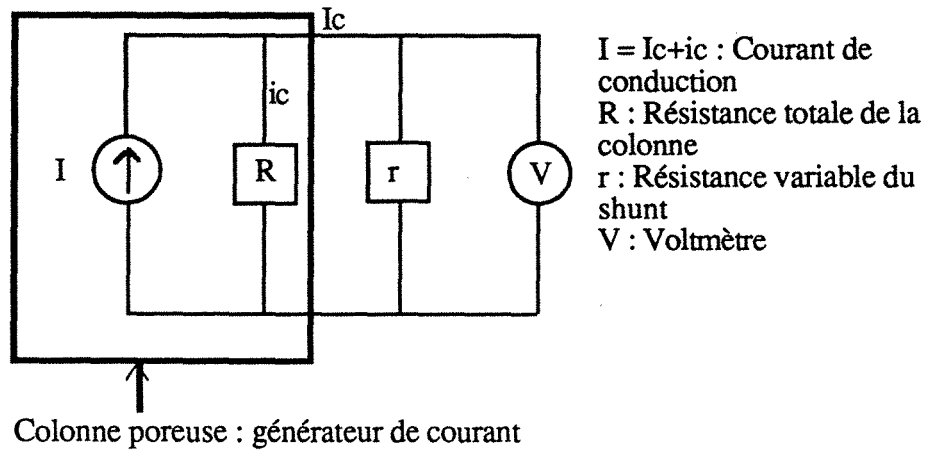 Ic
I = Ic+ic : Courant de
conduction
R : Résistance totale de la
colonne
r : Résistance variable du
shunt
V : Voltmètre
ic
I
R
r
V
Colonne poreuse : générateur de courant